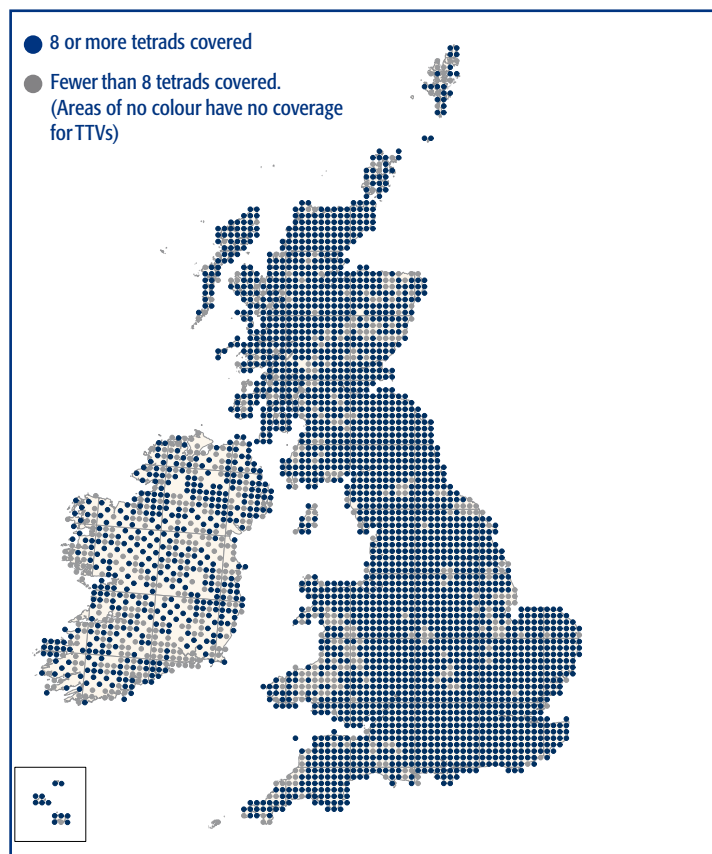 8 or more tetrads covered
Fewer than 8 tetrads covered.
(Areas of no colour have no coverage
for TTVs)